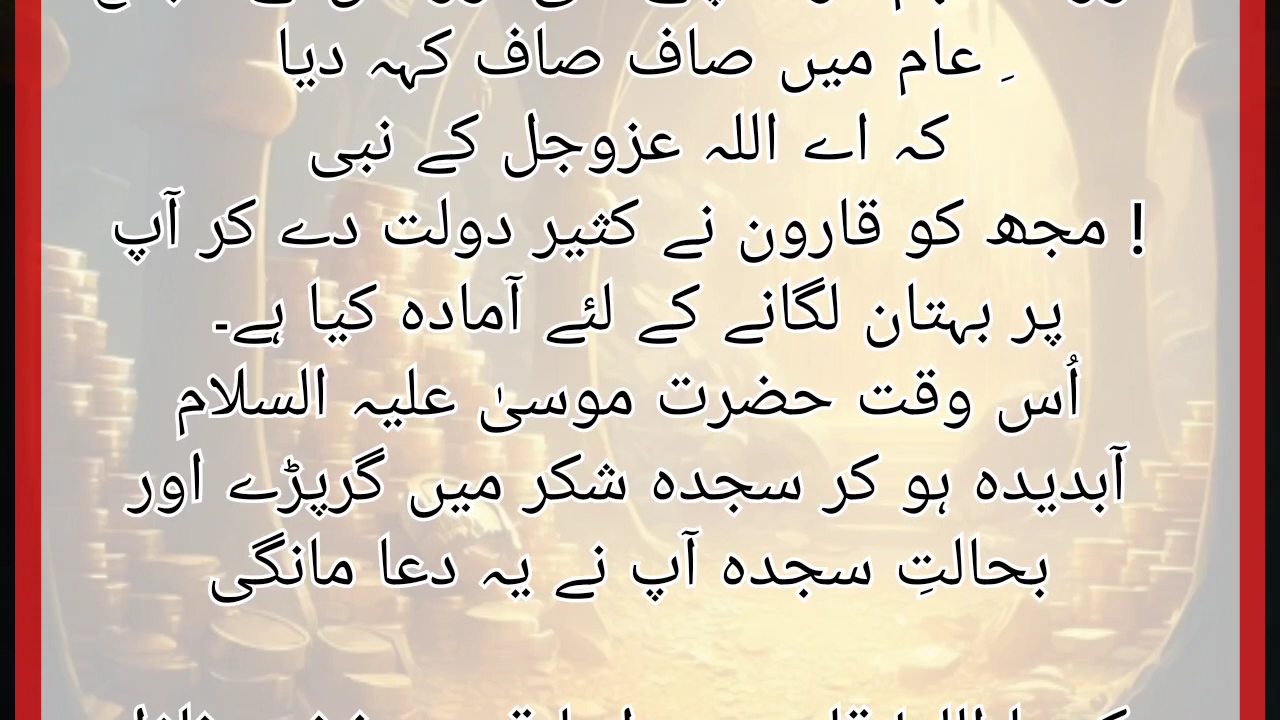 ِ عام میں صاف صاف کہہ دیا
کہ اے اللہ عزوجل کے نبی
! مجھ کو قارون نے کثیر دولت دے کر آپ
پر بہتان لگانے کے لئے آمادہ کیا ہے۔
اُس وقت حضرت موسیٰ علیہ السلام
آبدیدہ ہو کر سجدہ شکر میں گرپڑے اور
بحالتِ سجدہ آپ نے یہ دعا مانگی